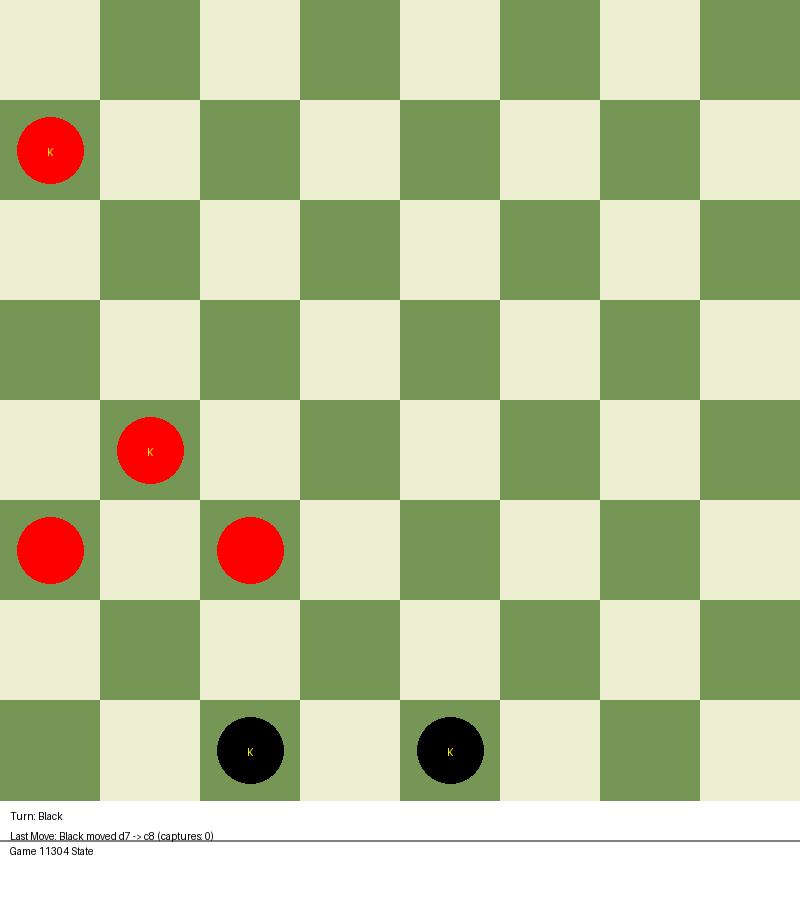 K
K
K K
Turn: Black
Last Move: Black moved d7 -> c8 (captures: 0)
Game 11304 State